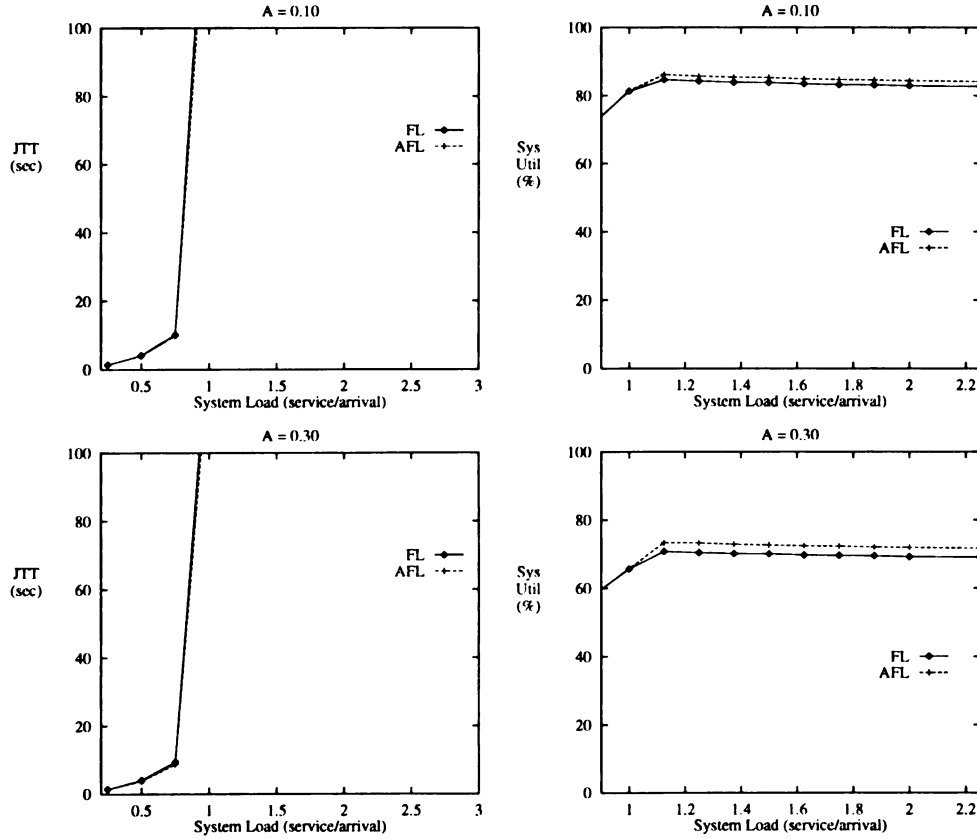 A = 0.10
100
80
60
40
20
0
JTT
(sec)
FL
AFL
0.5 1 1.5 2 2.5 3
System Load (service/arrival)
A = 0.10
100
80
60
40
20
0
Sys
Util
(%)
FL
AFL
1 1.2 1.4 1.6 1.8 2 2.2
System Load (service/arrival)
A = 0.30
100
80
60
40
20
0
JTT
(sec)
FL
AFL
0.5 1 1.5 2 2.5 3
System Load (service/arrival)
A = 0.30
100
80
60
40
20
0
Sys
Util
(%)
FL
AFL
1 1.2 1.4 1.6 1.8 2 2.2
System Load (service/arrival)